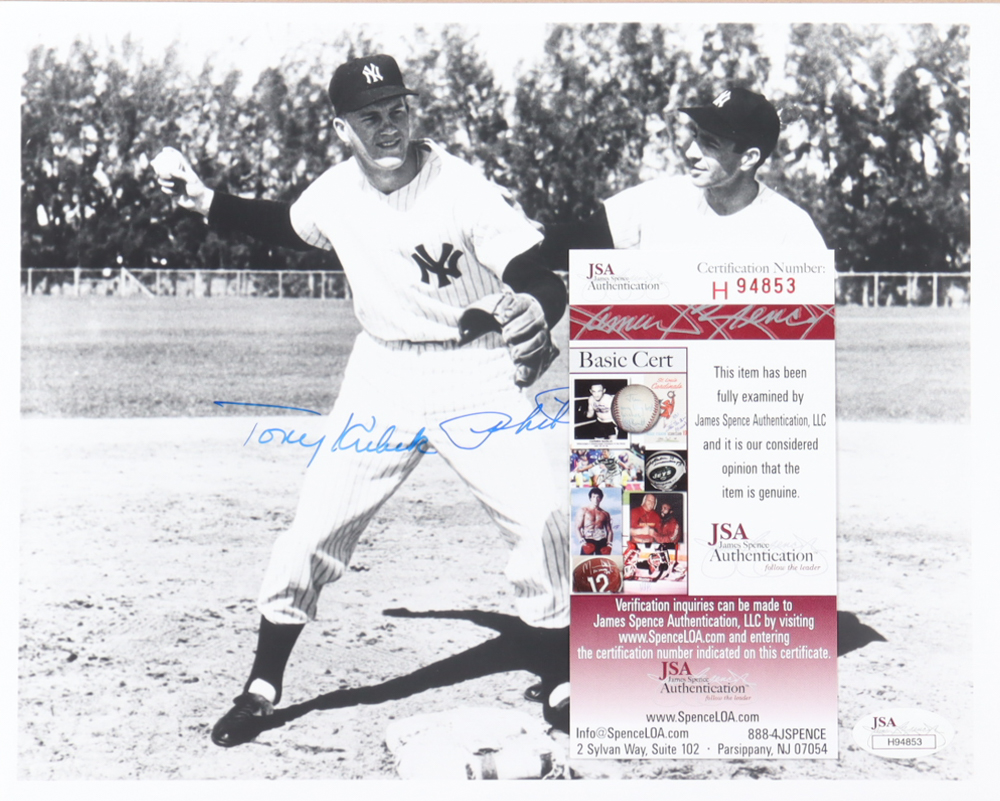 NY
NY
NY
JSA
James Spence
Authentication
Certification Number:
H 94853
James Spence
Basic Cert
This item has been
fully examined by
James Spence Authentication, LLC
and it is our considered
opinion that the
item is genuine.
Tony Kubek Phil
Cardinals
12
JSA
James Spence
Authentication
follow the leader
Verification inquiries can be made to
James Spence Authentication, LLC by visiting
www.SpenceLOA.com and entering
the certification number indicated on this certificate.
JSA
James Spence
Authentication
follow the leader
www.SpenceLOA.com
Info@SpenceLOA.com 888-4JSPENCE
2 Sylvan Way, Suite 102 · Parsippany, NJ 07054
JSA
H94853